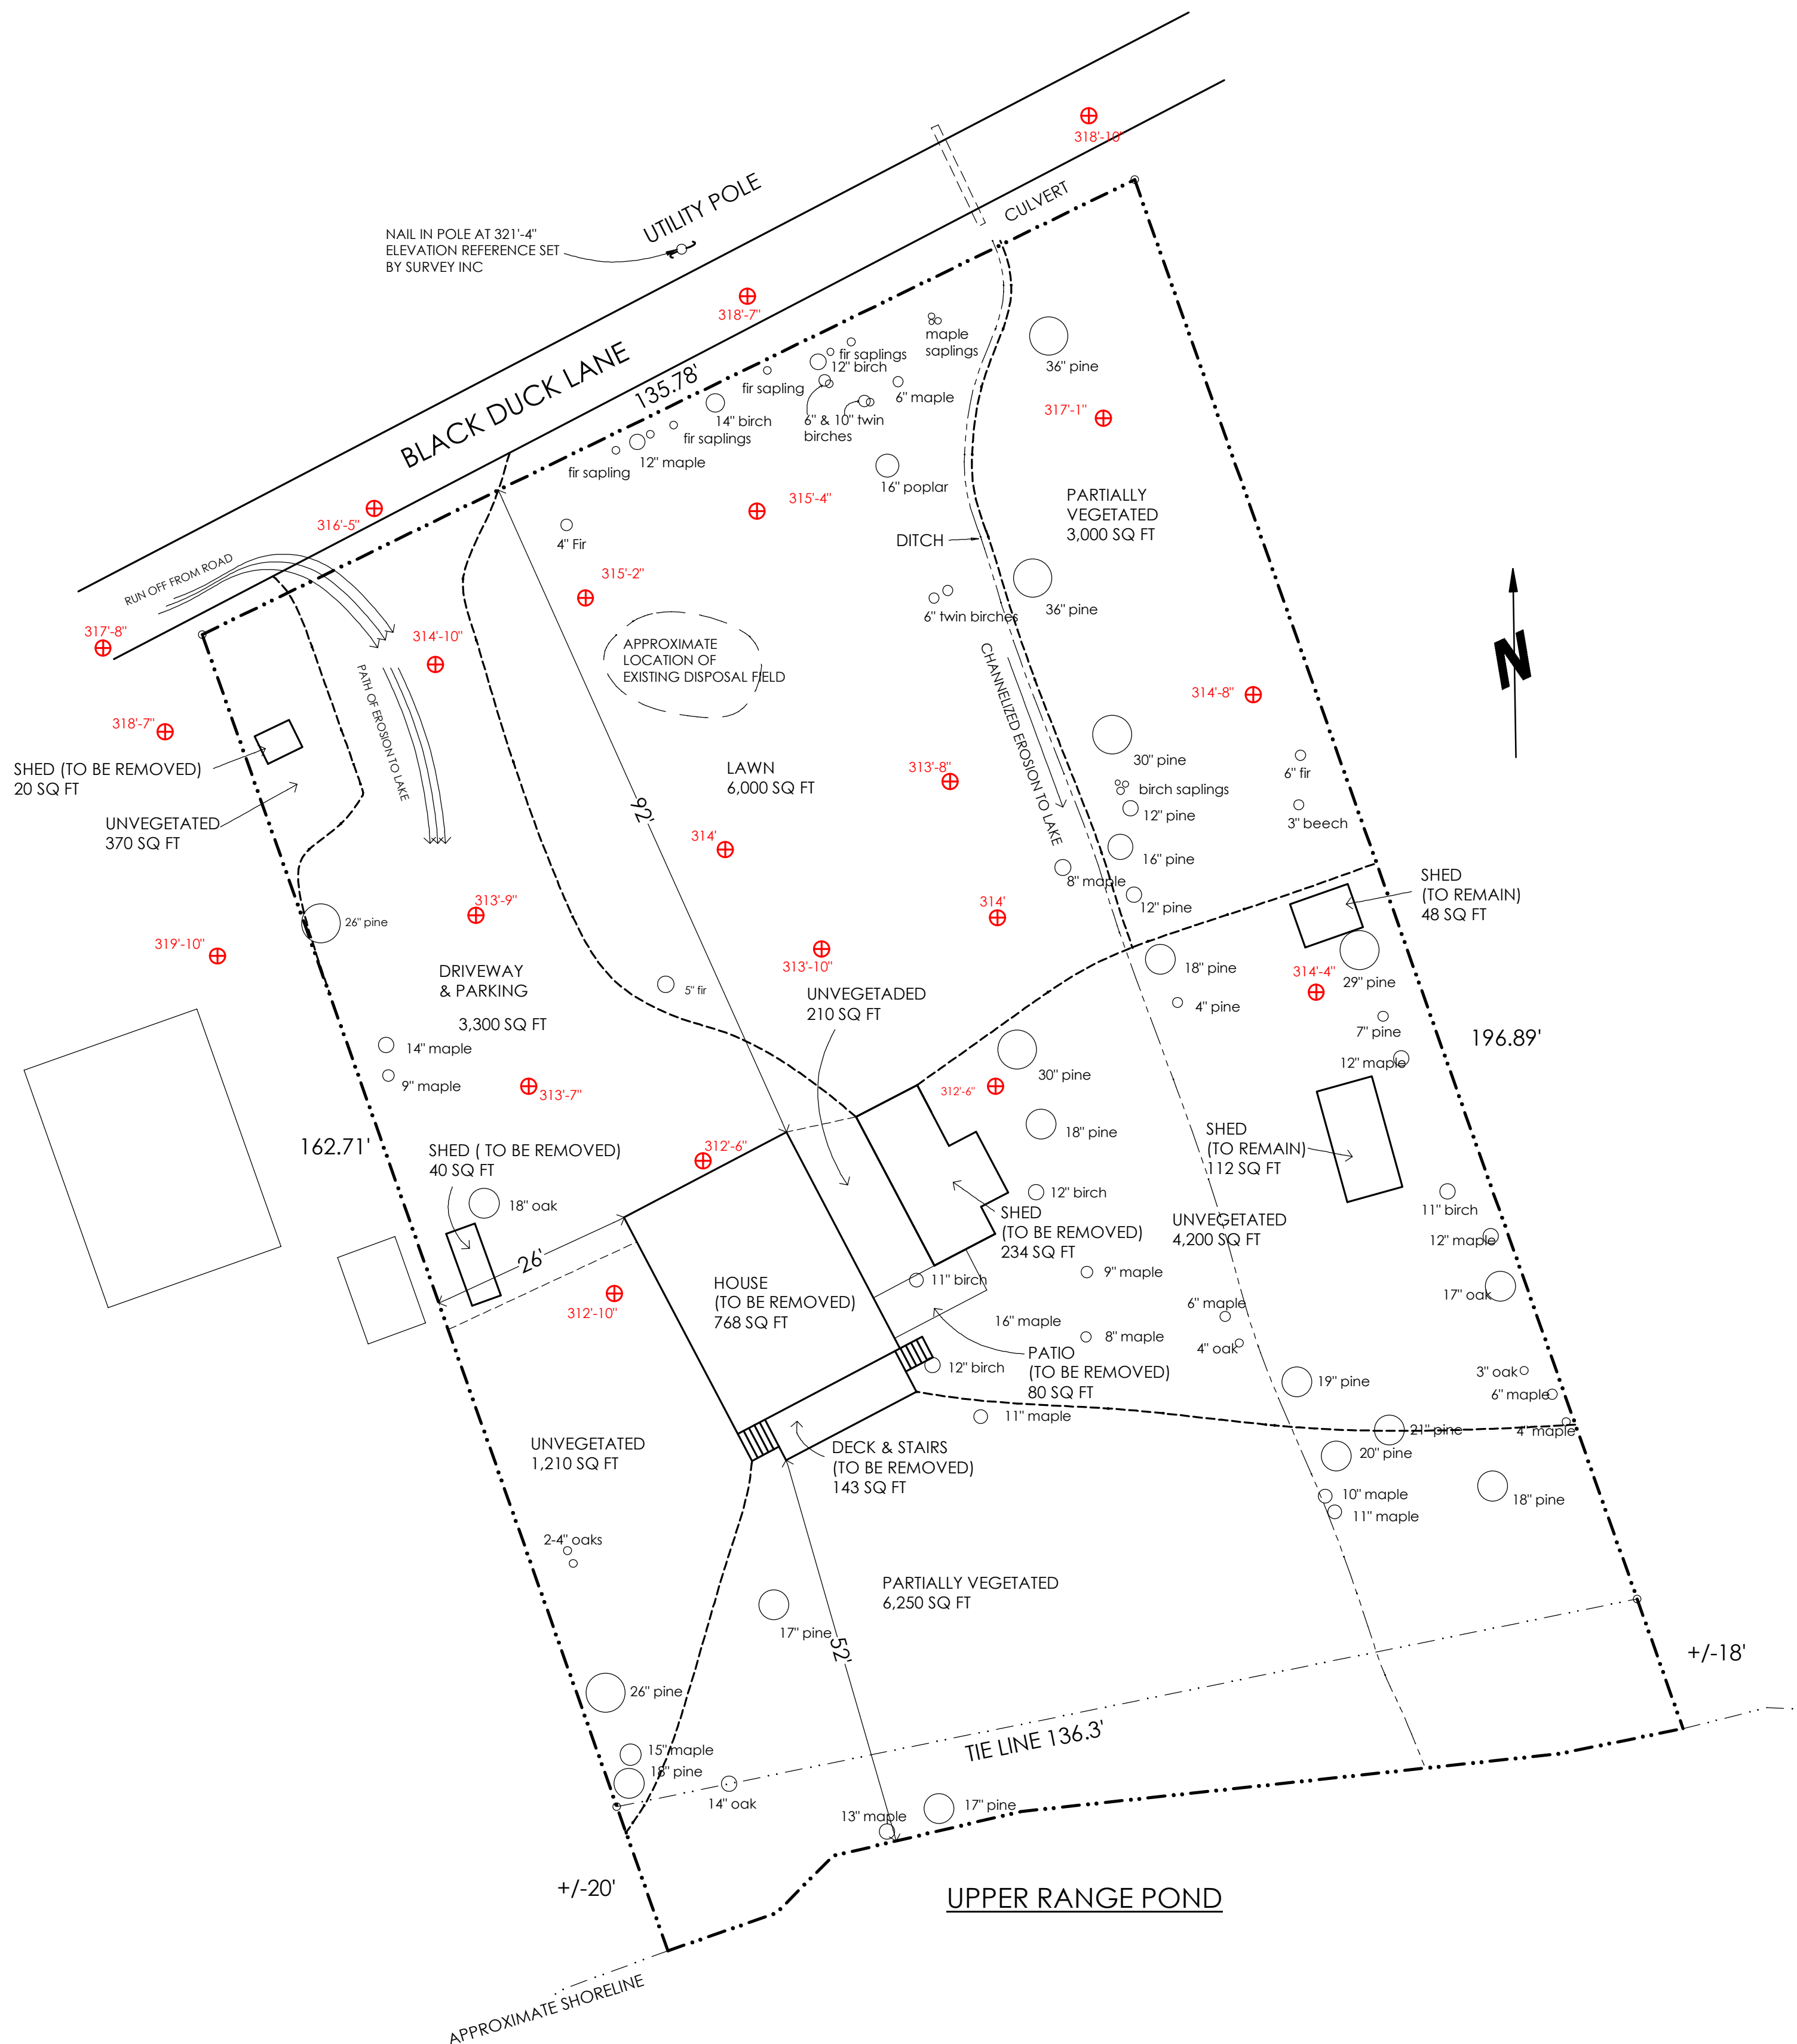 318'-10"
CULVERT
UTILITY POLE
NAIL IN POLE AT 321'-4"
ELEVATION REFERENCE SET
BY SURVEY INC
318'-7"
BLACK DUCK LANE
135.78'
maple
saplings
fir saplings
12" birch
fir sapling
6" maple
36" pine
14" birch
6" & 10" twin
birches
317'-1"
fir saplings
12" maple
fir sapling
16" poplar
315'-4"
PARTIALLY
VEGETATED
3,000 SQ FT
316'-5"
4" Fir
DITCH
RUN OFF FROM ROAD
315'-2"
6" twin birches
36" pine
317'-8"
314'-10"
APPROXIMATE
LOCATION OF
EXISTING DISPOSAL FIELD
N
PATH OF EROSION TO LAKE
CHANNELIZED EROSION TO LAKE
314'-8"
318'-7"
SHED (TO BE REMOVED)
20 SQ FT
LAWN
6,000 SQ FT
313'-8"
30" pine
6" fir
birch saplings
12" pine
3" beech
UNVEGETATED
370 SQ FT
92'
314'
16" pine
8" maple
SHED
(TO REMAIN)
48 SQ FT
12" pine
313'-9"
314'
26" pine
319'-10"
313'-10"
18" pine
314'-4"
29" pine
DRIVEWAY
& PARKING
3,300 SQ FT
5" fir
UNVEGETADED
210 SQ FT
4" pine
7" pine
196.89'
14" maple
12" maple
9" maple
313'-7"
312'-6"
30" pine
162.71'
SHED ( TO BE REMOVED)
40 SQ FT
312'-6"
18" pine
SHED
(TO REMAIN)
112 SQ FT
18" oak
12" birch
11" birch
SHED
(TO BE REMOVED)
234 SQ FT
UNVEGETATED
4,200 SQ FT
12" maple
26'
HOUSE
(TO BE REMOVED)
768 SQ FT
11" birch
9" maple
17" oak
312'-10"
16" maple
6" maple
8" maple
4" oak
PATIO
(TO BE REMOVED)
80 SQ FT
12" birch
19" pine
3" oak
6" maple
11" maple
21" pine
4" maple
UNVEGETATED
1,210 SQ FT
DECK & STAIRS
(TO BE REMOVED)
143 SQ FT
20" pine
10" maple
18" pine
11" maple
2-4" oaks
PARTIALLY VEGETATED
6,250 SQ FT
17" pine
52'
26" pine
+/-18'
15" maple
18" pine
TIE LINE 136.3'
14" oak
13" maple
17" pine
+/-20'
UPPER RANGE POND
APPROXIMATE SHORELINE